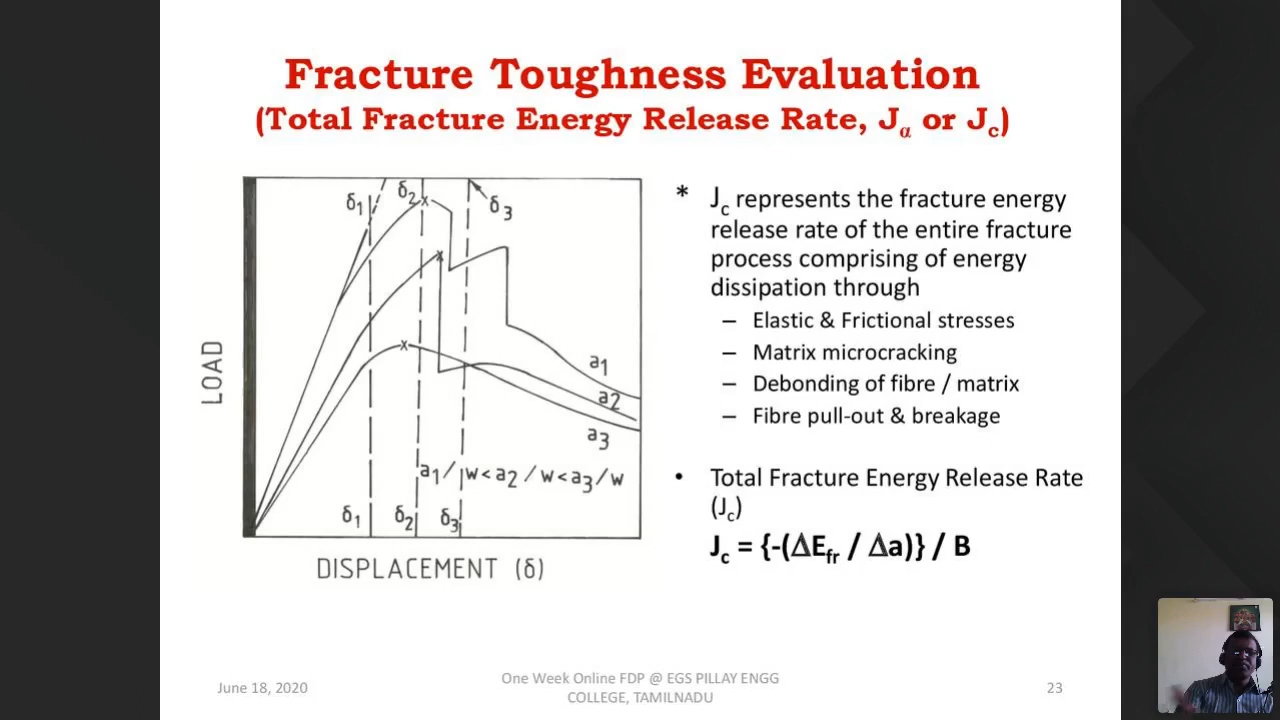 Fracture Toughness Evaluation
(Total Fracture Energy Release Rate, Jα or Jc)
δ1
δ2
δ3
LOAD
a1
a2
a3
a1/w<a2/w<a3/w
δ1
δ2
δ3
DISPLACEMENT (δ)
* Jc represents the fracture energy
release rate of the entire fracture
process comprising of energy
dissipation through
– Elastic & Frictional stresses
– Matrix microcracking
– Debonding of fibre / matrix
– Fibre pull-out & breakage
• Total Fracture Energy Release Rate
(Jc)
Jc = {-(ΔEfr / Δa)} / B
June 18, 2020
One Week Online FDP @ EGS PILLAY ENGG
COLLEGE, TAMILNADU
23